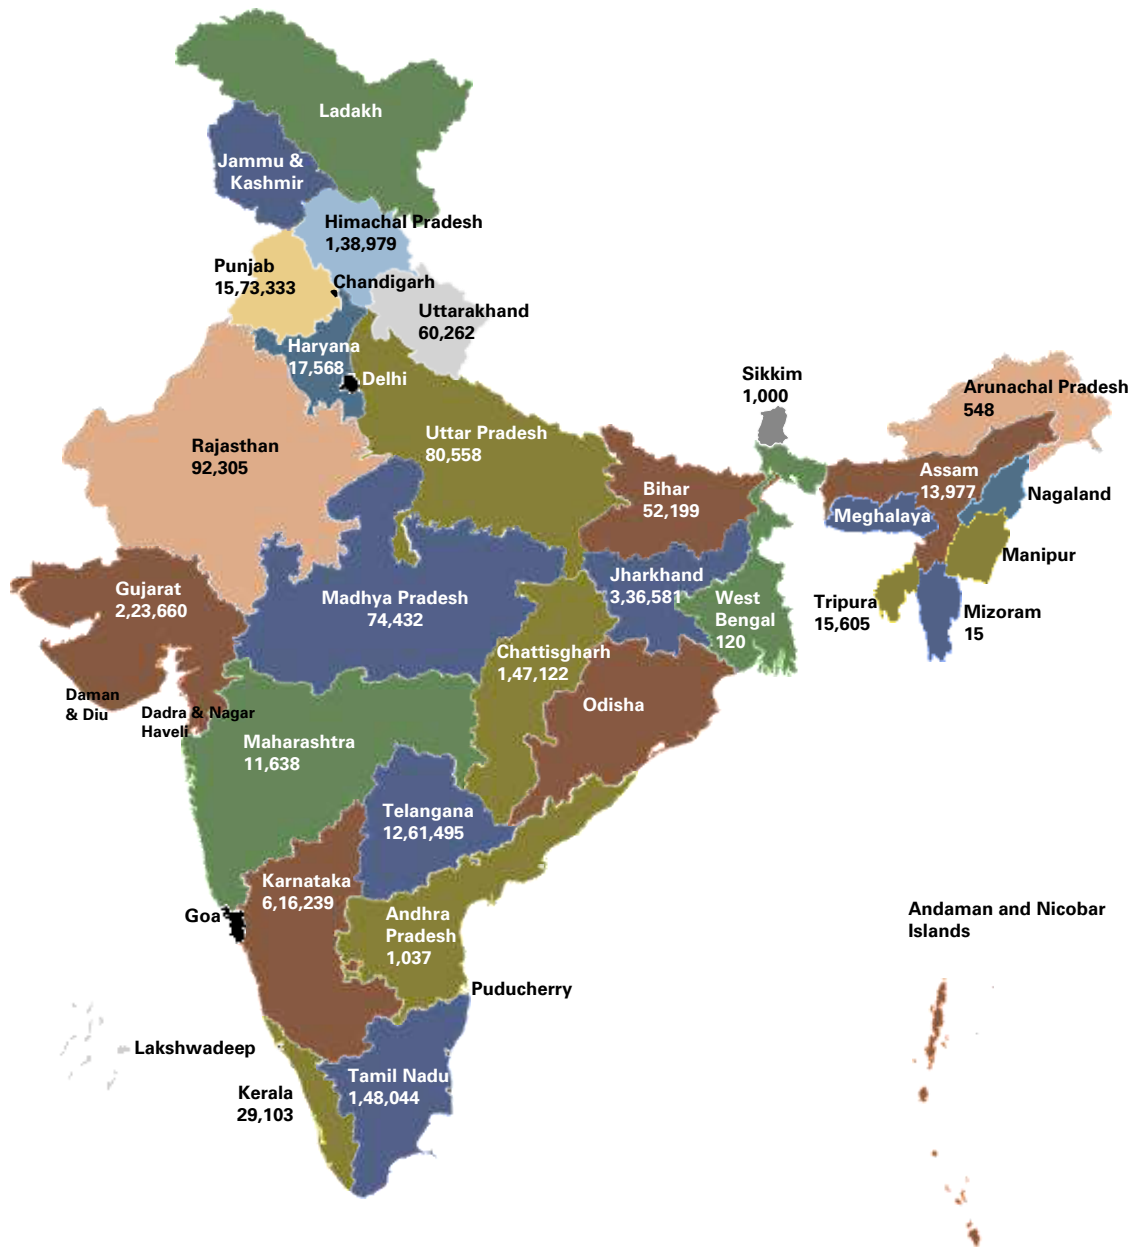 Ladakh
Jammu &
Kashmir
Himachal Pradesh
1,38,979
Punjab
15,73,333
Chandigarh
Uttarakhand
60,262
Haryana
17,568
Delhi
Sikkim
1,000
Arunachal Pradesh
548
Rajasthan
92,305
Uttar Pradesh
80,558
Bihar
52,199
Assam
13,977
Nagaland
Meghalaya
Manipur
Gujarat
2,23,660
Madhya Pradesh
74,432
Jharkhand
3,36,581
West
Bengal
120
Tripura
15,605
Mizoram
15
Chattisgharh
1,47,122
Daman
& Diu
Dadra & Nagar
Haveli
Odisha
Maharashtra
11,638
Telangana
12,61,495
Karnataka
6,16,239
Goa
Andhra
Pradesh
1,037
Andaman and Nicobar
Islands
Puducherry
Lakshwadeep
Kerala
29,103
Tamil Nadu
1,48,044